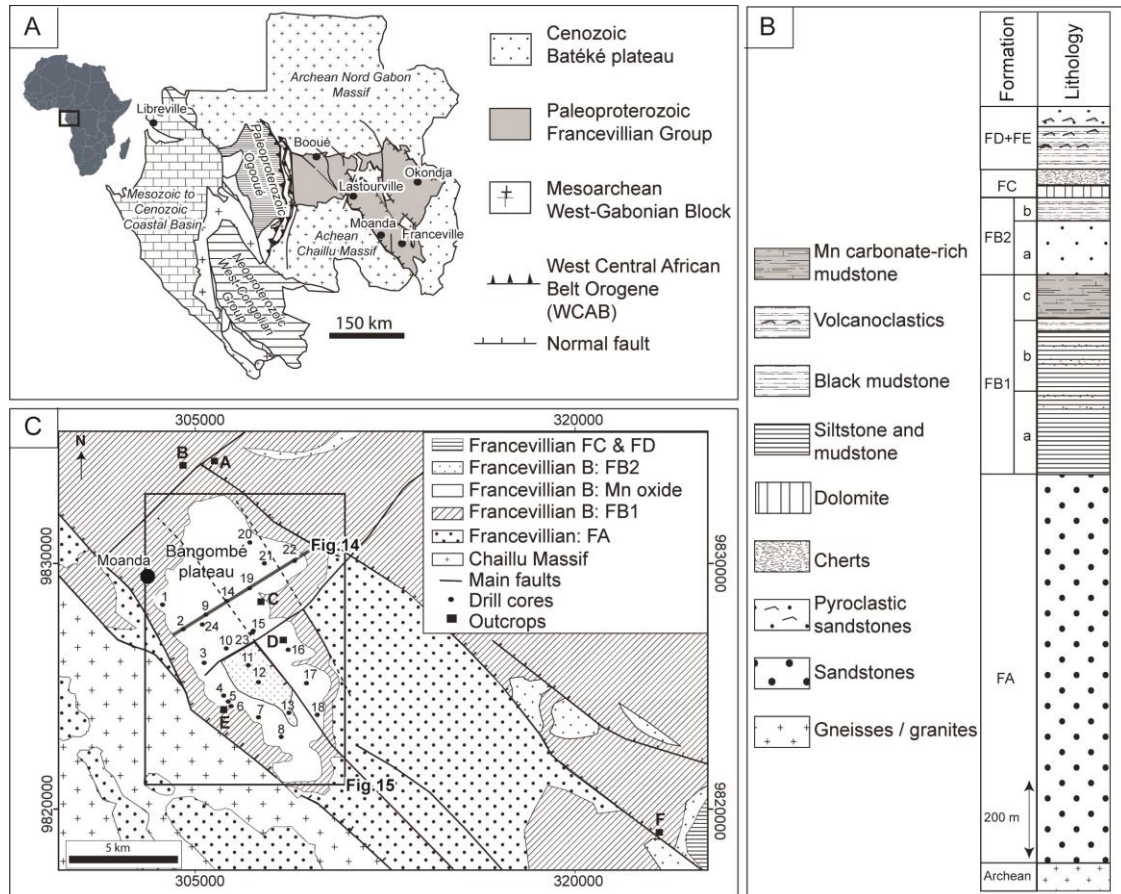 A
Libreville
Archean Nord Gabon
Massif
Paleoproterozoic
Ogooué
Booué
Okondja
Lastourville
Moanda
Franceville
Mesozoic to
Cenozoic
Coastal Basin
Achean
Chaillu Massif
Neoproterozoic
West-Congolian
Group
150 km
Cenozoic
Batéké plateau
Paleoproterozoic
Francevillian Group
Mesoarchean
West-Gabonian Block
West Central African
Belt Orogene
(WCAB)
Normal fault
B
Mn carbonate-rich
mudstone
Volcanoclastics
Black mudstone
Siltstone and
mudstone
Dolomite
Cherts
Pyroclastic
sandstones
Sandstones
Gneisses / granites
Formation
Lithology
FD+FE
FC
FB2
b
a
FB1
c
b
a
FA
200 m
Archean
C
305000
320000
N
B
A
Moanda
Bangombé
plateau
Fig.14
20
21
22
19
14
C
1
9
2
24
15
23
10
D
16
3
11
12
17
4
5
6
E
7
13
18
8
Fig.15
F
9830000
9820000
9830000
9820000
5 km
305000
320000
Francevillian FC & FD
Francevillian B: FB2
Francevillian B: Mn oxide
Francevillian B: FB1
Francevillian: FA
Chaillu Massif
Main faults
Drill cores
Outcrops